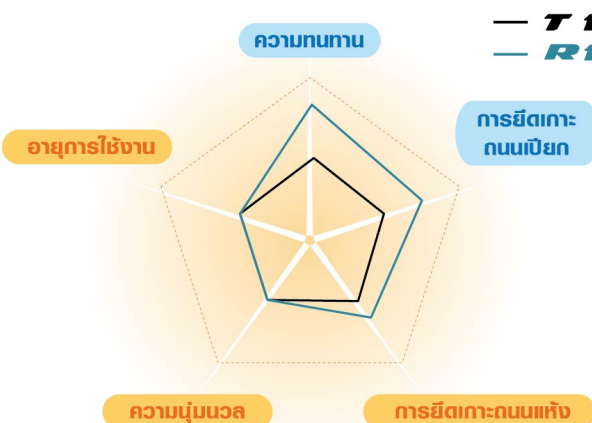 ความทนทาน
T1
R1
การยึดเกาะ
ถนนเปียก
อายุการใช้งาน
ความนุ่มนวล
การยึดเกาะถนนแห้ง